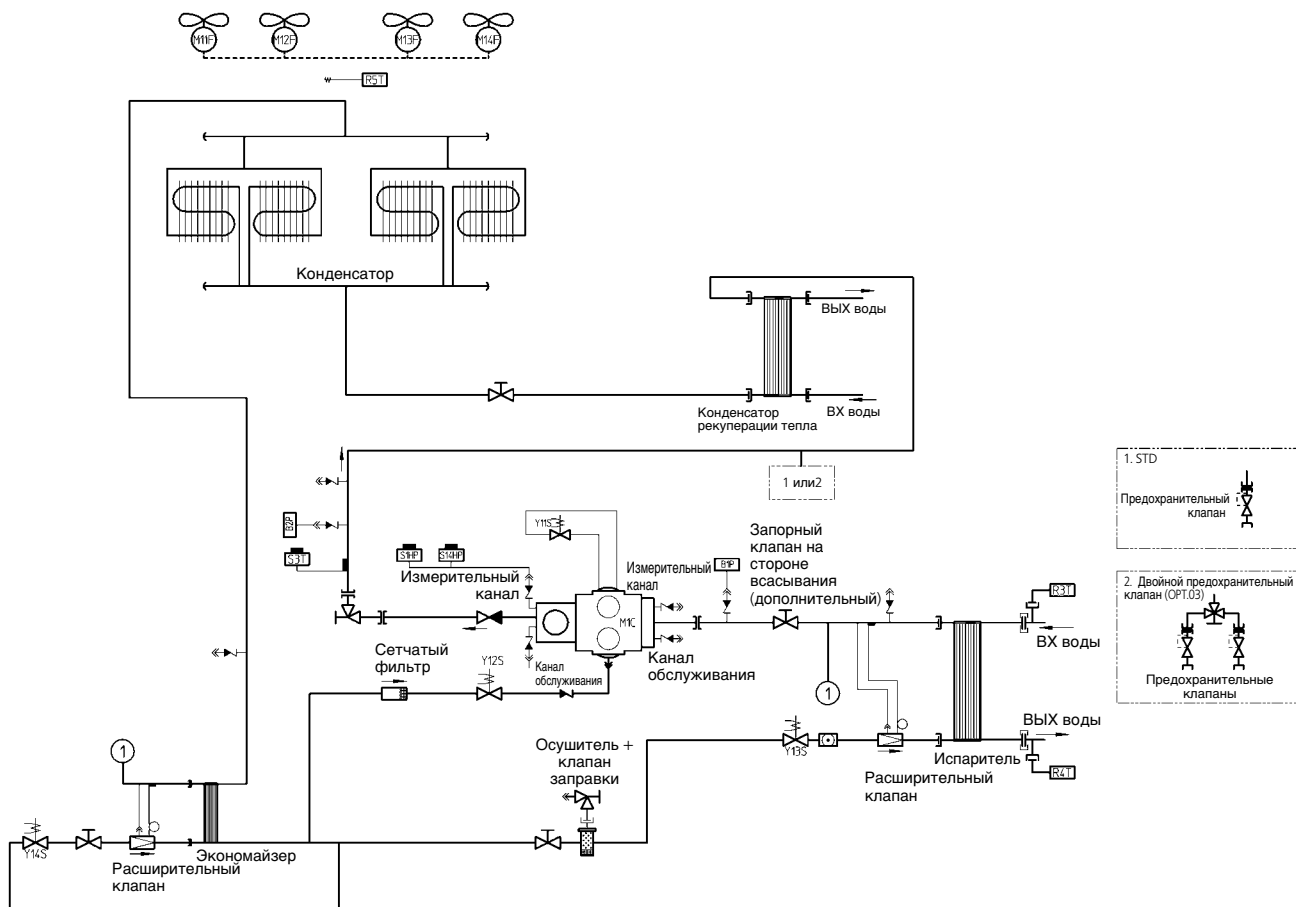 M11F
M12F
M13F
M14F
R5T
Конденсатор
ВЫХ воды
ВХ воды
Конденсатор
рекуперации тепла
1 или2
1. STD
Предохранительный
клапан
2. Двойной предохранительный
клапан (OPT.03)
Предохранительные
клапаны
B2P
S3T
S1HP
S14HP
Y11S
Измерительный
канал
Измерительный
канал
B1P
Запорный
клапан на
стороне
всасывания
(дополнительный)
R3T
ВХ воды
M1C
Сетчатый
фильтр
Y12S
Канал
обслуживания
Канал
обслуживания
1
ВЫХ воды
R4T
Испаритель
Y13S
Расширительный
клапан
Осушитель +
клапан
заправки
1
Y14S
Экономайзер
Расширительный
клапан